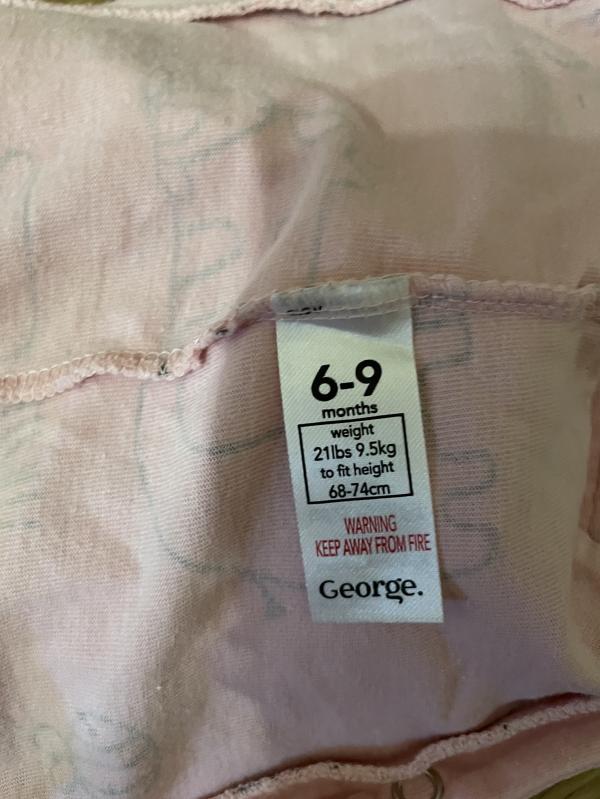 6-9
months
weight
21lbs 9.5kg
to fit height
68-74cm
WARNING
KEEP AWAY FROM FIRE
George.